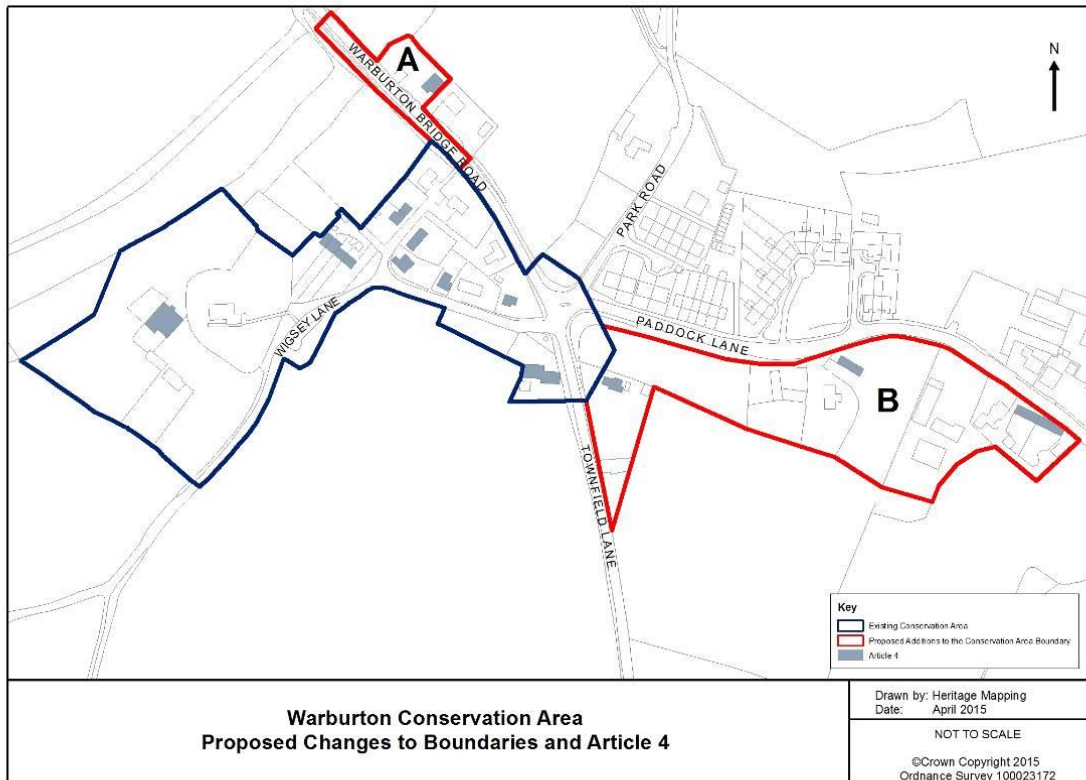 A
N
WARBURTON BRIDGE ROAD
PARK ROAD
WIGSEY LANE
PADDOCK LANE
B
TOWNFIELD LANE
Key
Existing Conservation Area
Proposed Additions to the Conservation Area Boundary
Article 4
Warburton Conservation Area
Proposed Changes to Boundaries and Article 4
Drawn by: Heritage Mapping
Date: April 2015
NOT TO SCALE
©Crown Copyright 2015
Ordnance Survey 100023172